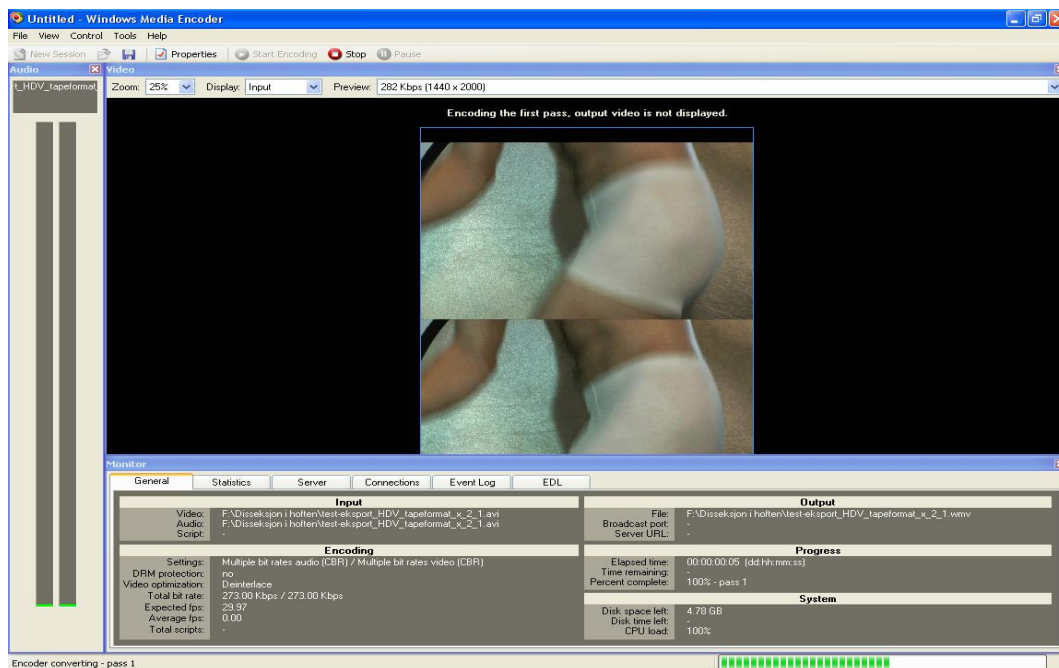 Untitled - Windows Media Encoder
File View Control Tools Help
New Session Properties Start Encoding Stop Pause
Audio
t_HDV_tapeformat_
Video
Zoom: 25% Display: Input Preview: 282 Kbps (1440 x 2000)
Encoding the first pass, output video is not displayed.
Monitor
General Statistics Server Connections Event Log EDL
Input
Video: F:\Disseksjon i hoften\test-eksport_HDV_tapeformat_x_2_1.avi
Audio: F:\Disseksjon i hoften\test-eksport_HDV_tapeformat_x_2_1.avi
Script: -
Encoding
Settings: Multiple bit rates audio (CBR) / Multiple bit rates video (CBR)
DRM protection: no
Video optimization: Deinterlace
Total bit rate: 273.00 Kbps / 273.00 Kbps
Expected fps: 29.97
Average fps: 0.00
Total scripts: -
Output
File: F:\Disseksjon i hoften\test-eksport_HDV_tapeformat_x_2_1.wmv
Broadcast port: -
Server URL: -
Progress
Elapsed time: 00:00:00:05 (dd:hh:mm:ss)
Time remaining: -
Percent complete: 100% - pass 1
System
Disk space left: 4.78 GB
Disk time left: -
CPU load: 100%
Encoder converting - pass 1